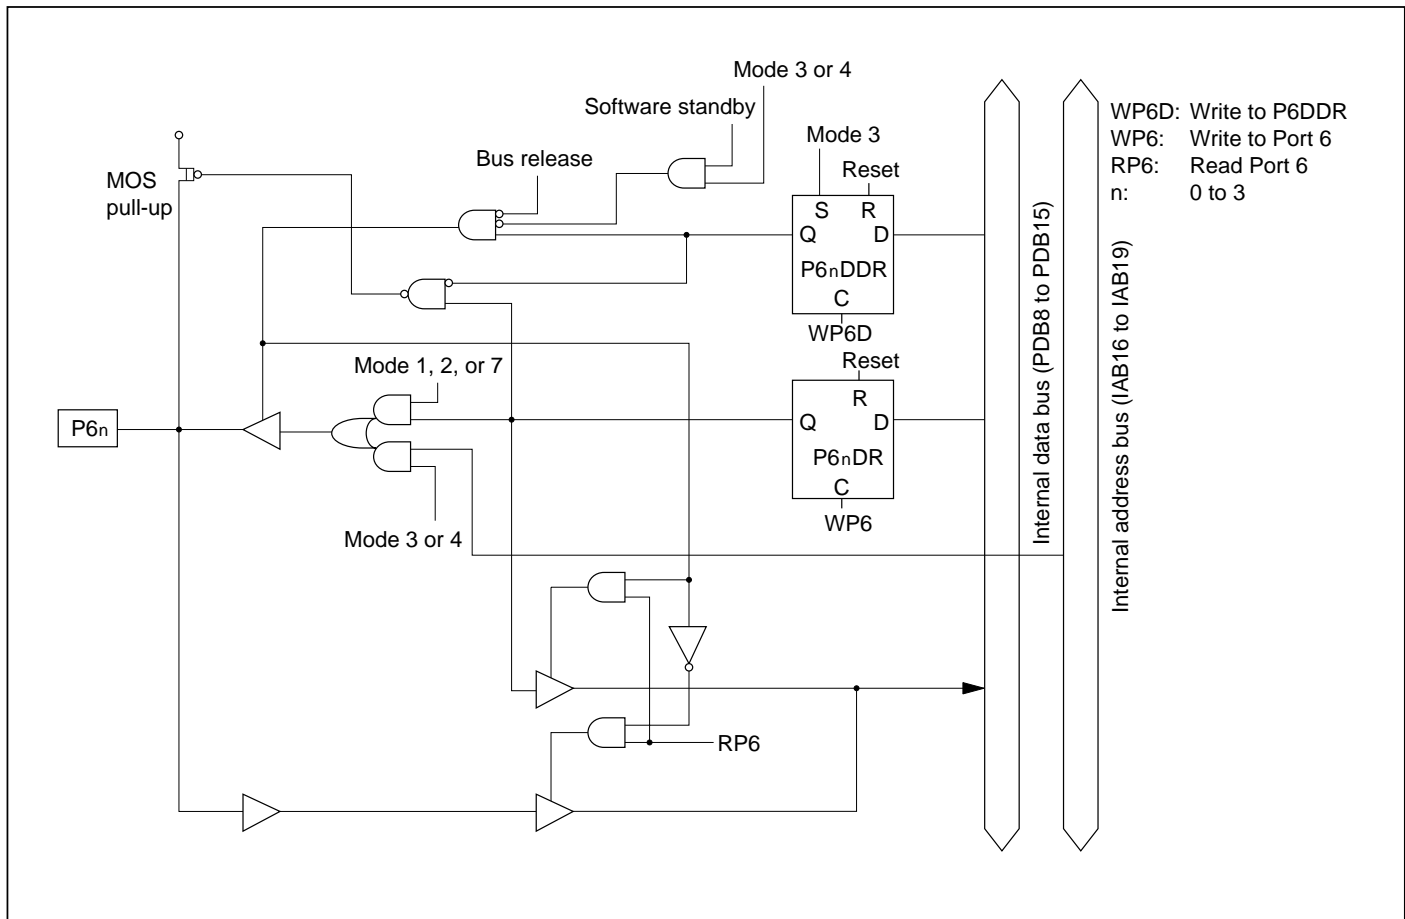 Mode 3 or 4
Software standby
Mode 3
Bus release
Reset
MOS
pull-up
S R
Q D
P6nDDR
C
WP6D
Mode 1, 2, or 7
Reset
R
Q D
P6n
P6nDR
C
WP6
Mode 3 or 4
RP6
Internal data bus (PDB8 to PDB15)
Internal address bus (IAB16 to IAB19)
WP6D: Write to P6DDR
WP6: Write to Port 6
RP6: Read Port 6
n: 0 to 3